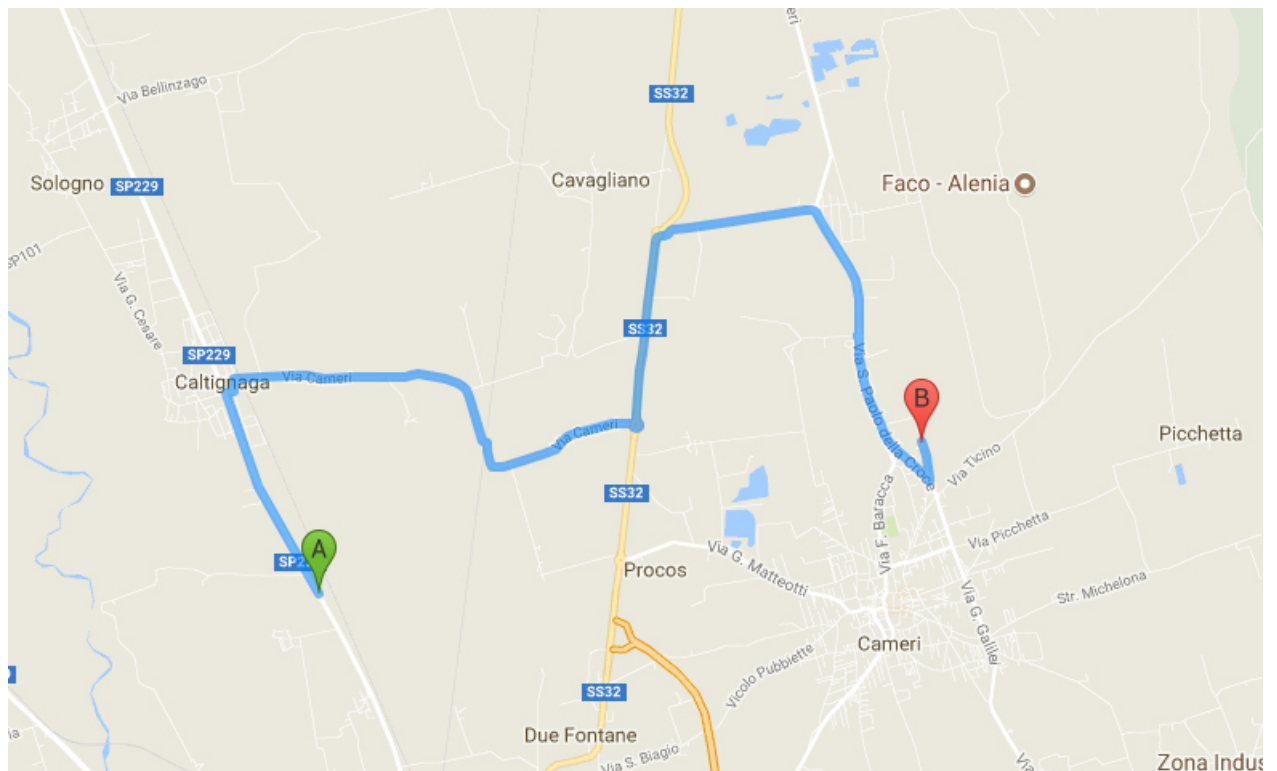 eri
SS32
Via Bellinzago
Sologno
SP229
Cavagliano
Faco - Alenia
SP101
Via G. Cesare
SS32
SP229
Caltignaga
Via Cameri
Via S. Paolo della Croce
B
Via Cameri
Picchetta
Via Ticino
SS32
Via F. Baracca
A
Via Picchetta
Via G. Matteotti
Procos
Str. Michelona
Via G. Galilei
Cameri
Vicolo Pubbiette
SS32
Due Fontane
Via S. Biagio
Via
Zona Indus